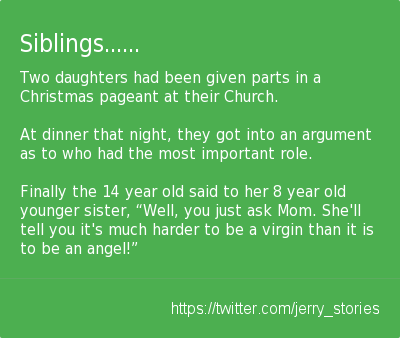 Siblings......
Two daughters had been given parts in a
Christmas pageant at their Church.
At dinner that night, they got into an argument
as to who had the most important role.
Finally the 14 year old said to her 8 year old
younger sister, “Well, you just ask Mom. She'll
tell you it's much harder to be a virgin than it is
to be an angel!”
https://twitter.com/jerry_stories